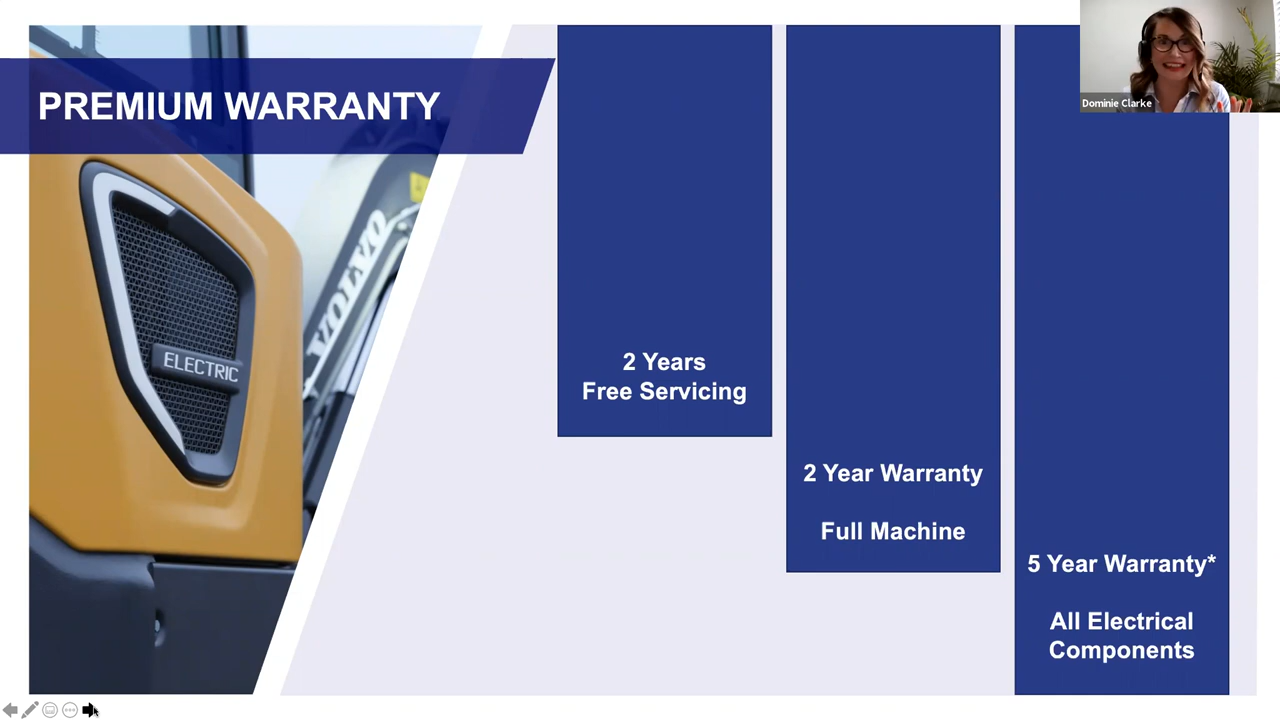 PREMIUM WARRANTY
VOLVO
ELECTRIC
2 Years
Free Servicing
2 Year Warranty
Full Machine
5 Year Warranty*
All Electrical
Components
Dominie Clarke